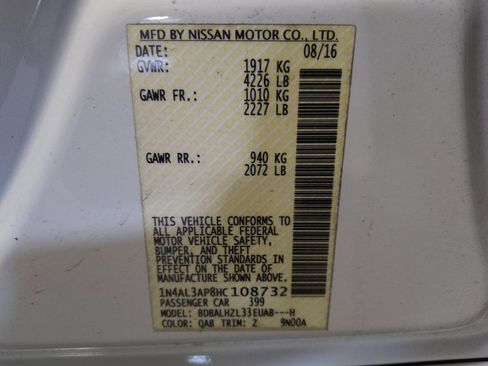 MFD BY NISSAN MOTOR CO., LTD.
DATE: 08/16
GVWR: 1917 KG
4226 LB
GAWR FR.: 1010 KG
2227 LB
GAWR RR.: 940 KG
2072 LB
THIS VEHICLE CONFORMS TO
ALL APPLICABLE FEDERAL
MOTOR VEHICLE SAFETY,
BUMPER, AND THEFT
PREVENTION STANDARDS IN
EFFECT ON THE DATE OF
MANUFACTURE SHOWN ABOVE.
1N4AL3AP8HC108732
PASSENGER CAR 399
MODEL: BDBALHZL33EUAB---H
COLOR: QAB TRIM: Z 9N00A